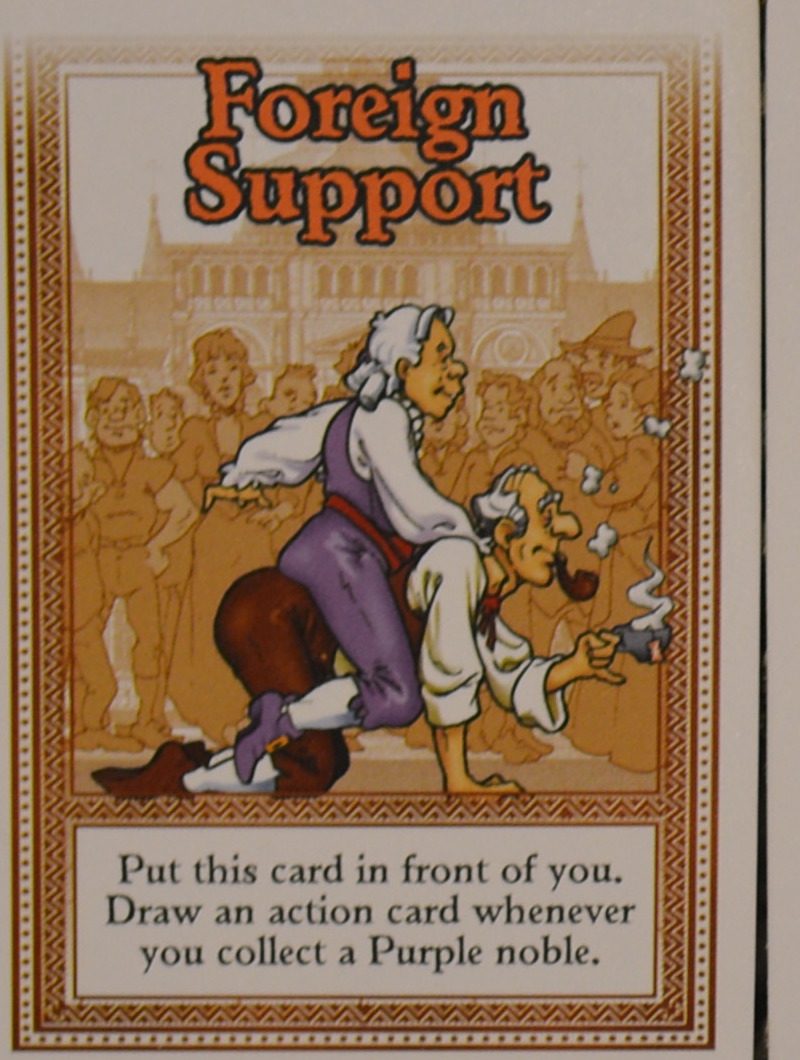 Foreign
Support
Put this card in front of you.
Draw an action card whenever
you collect a Purple noble.